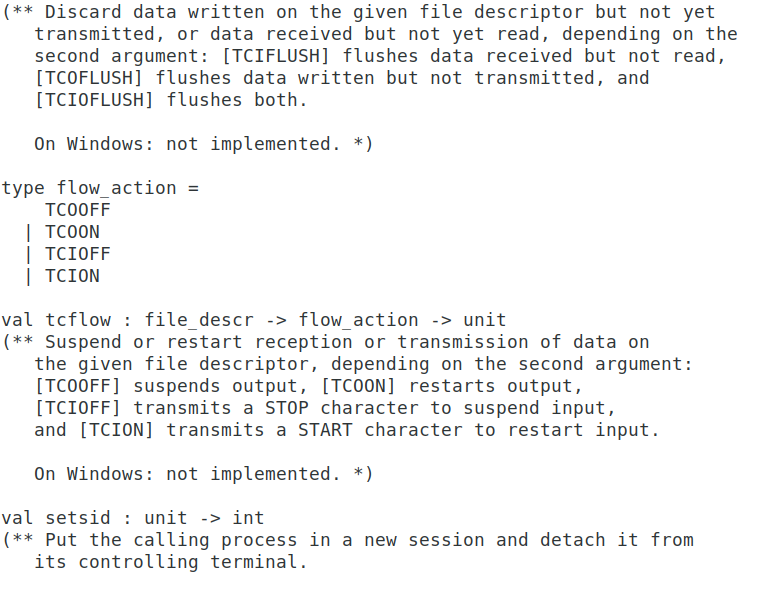 (** Discard data written on the given file descriptor but not yet
   transmitted, or data received but not yet read, depending on the
   second argument: [TCIFLUSH] flushes data received but not read,
   [TCOFLUSH] flushes data written but not transmitted, and
   [TCIOFLUSH] flushes both.

   On Windows: not implemented. *)

type flow_action =
    TCOOFF
  | TCOON
  | TCIOFF
  | TCION

val tcflow : file_descr -> flow_action -> unit
(** Suspend or restart reception or transmission of data on
   the given file descriptor, depending on the second argument:
   [TCOOFF] suspends output, [TCOON] restarts output,
   [TCIOFF] transmits a STOP character to suspend input,
   and [TCION] transmits a START character to restart input.

   On Windows: not implemented. *)

val setsid : unit -> int
(** Put the calling process in a new session and detach it from
   its controlling terminal.